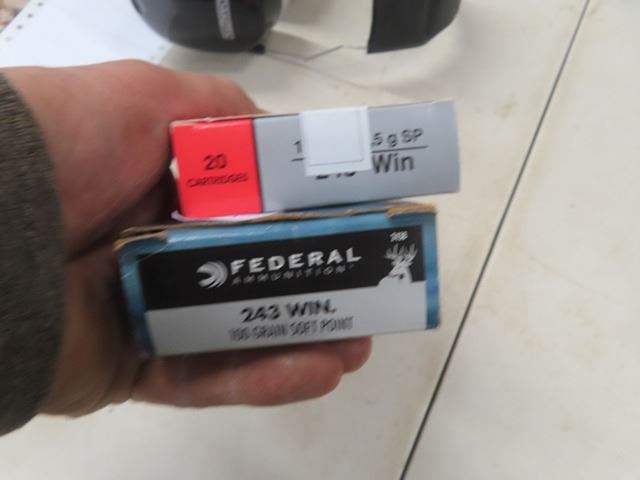 20
CARTRIDGES
5 g SP
Win
FEDERAL
AMMUNITION
243 WIN.
100 GRAIN SOFT POINT